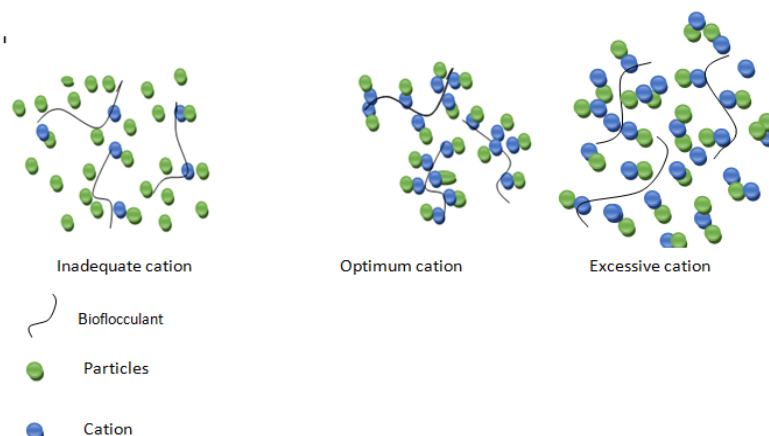 Inadequate cation
Optimum cation
Excessive cation
Bioflocculant
Particles
Cation